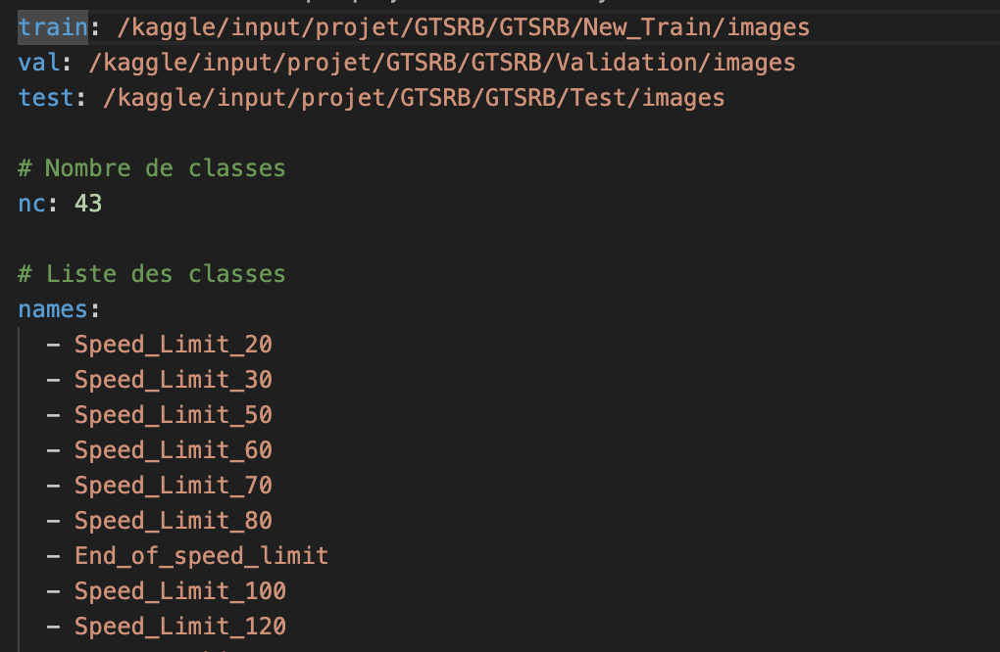 train: /kaggle/input/projet/GTSRB/GTSRB/New_Train/images
val: /kaggle/input/projet/GTSRB/GTSRB/Validation/images
test: /kaggle/input/projet/GTSRB/GTSRB/Test/images
# Nombre de classes
nc: 43
# Liste des classes
names:
- Speed_Limit_20
- Speed_Limit_30
- Speed_Limit_50
- Speed_Limit_60
- Speed_Limit_70
- Speed_Limit_80
- End_of_speed_limit
- Speed_Limit_100
- Speed_Limit_120